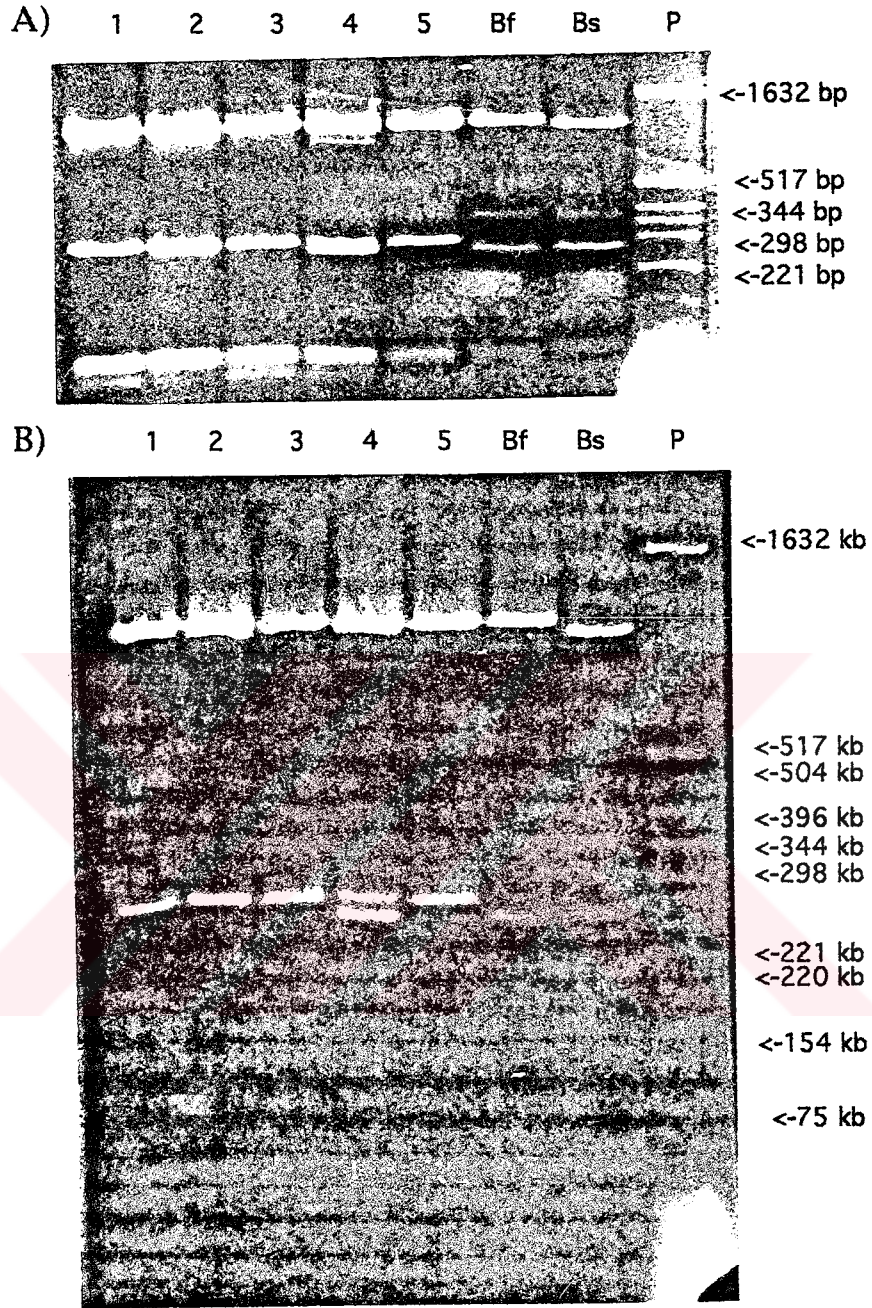 A)
1 2 3 4 5 Bf Bs P
<-1632 bp
<-517 bp
<-344 bp
<-298 bp
<-221 bp
B)
1 2 3 4 5 Bf Bs P
<-1632 kb
<-517 kb
<-504 kb
<-396 kb
<-344 kb
<-298 kb
<-221 kb
<-220 kb
<-154 kb
<-75 kb